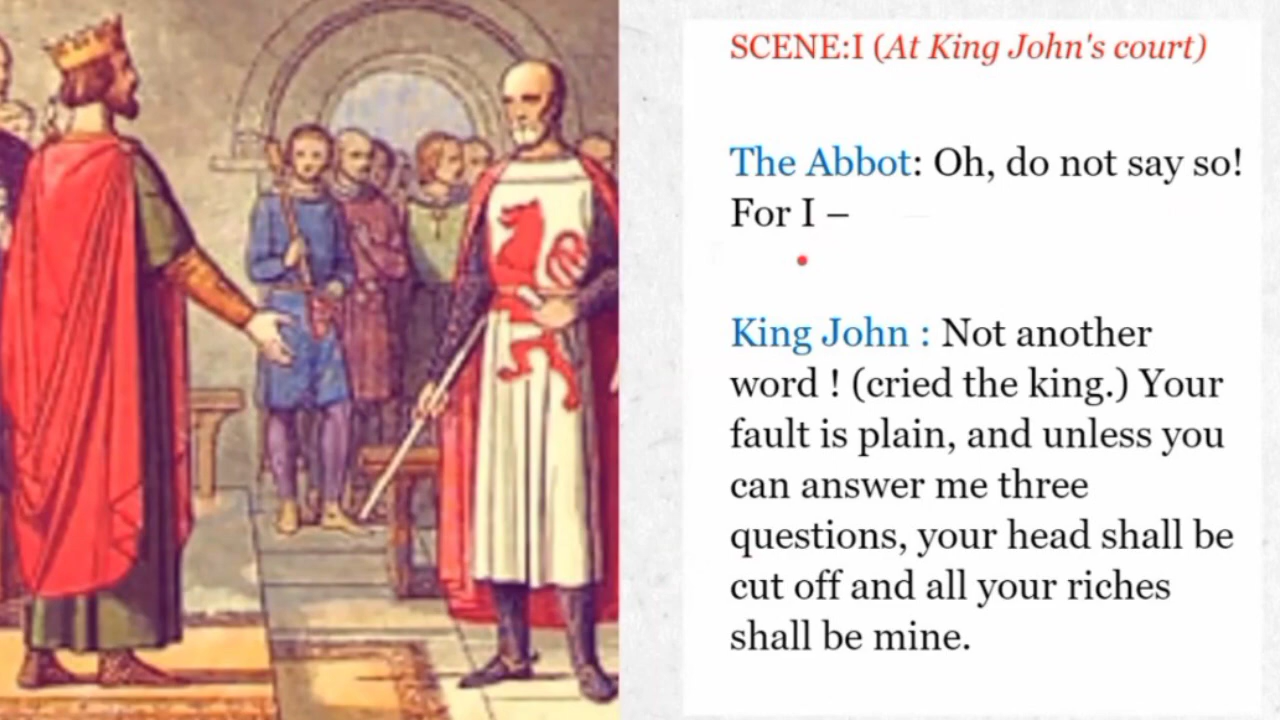 SCENE:I (At King John's court)
The Abbot: Oh, do not say so!
For I –
King John : Not another
word ! (cried the king.) Your
fault is plain, and unless you
can answer me three
questions, your head shall be
cut off and all your riches
shall be mine.